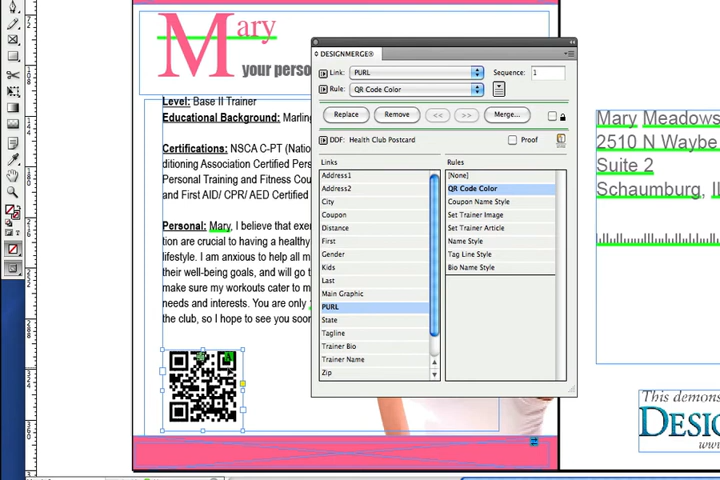 Mary
your perso
Level: Base II Trainer
Educational Background: Marling
Certifications: NSCA C-PT (Natio
ditioning Association Certified Pers
Personal Training and Fitness Cou
and First AID/ CPR/ AED Certified
Personal: Mary, I believe that exer
tion are crucial to having a healthy
lifestyle. I am anxious to help all m
their well-being goals, and will go t
make sure my workouts cater to m
needs and interests. You are only
the club, so I hope to see you soor
DESIGNMERGE®
Link: PURL
Sequence: 1
Rule: QR Code Color
Replace
Remove
<<
>>
Merge...
DDF: Health Club Postcard
Proof
Links
Rules
Address1
Address2
City
Coupon
Distance
First
Gender
Kids
Last
Main Graphic
PURL
State
Tagline
Trainer Bio
Trainer Name
Zip
[None]
QR Code Color
Coupon Name Style
Set Trainer Image
Set Trainer Article
Name Style
Tag Line Style
Bio Name Style
Mary Meadows
2510 N Waybe
Suite 2
Schaumburg, IL
This demons
DESIG
ww